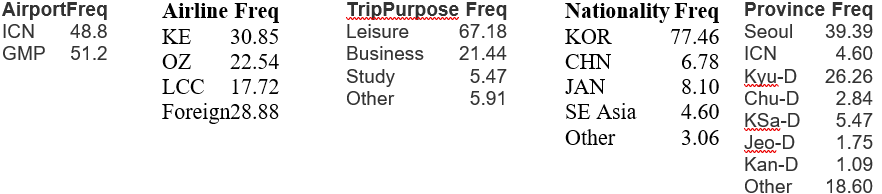 AirportFreq
ICN 48.8
GMP 51.2
Airline Freq
KE 30.85
OZ 22.54
LCC 17.72
Foreign28.88
TripPurpose Freq
Leisure 67.18
Business 21.44
Study 5.47
Other 5.91
Nationality Freq
KOR 77.46
CHN 6.78
JAN 8.10
SE Asia 4.60
Other 3.06
Province Freq
Seoul 39.39
ICN 4.60
Kyu-D 26.26
Chu-D 2.84
KSa-D 5.47
Jeo-D 1.75
Kan-D 1.09
Other 18.60